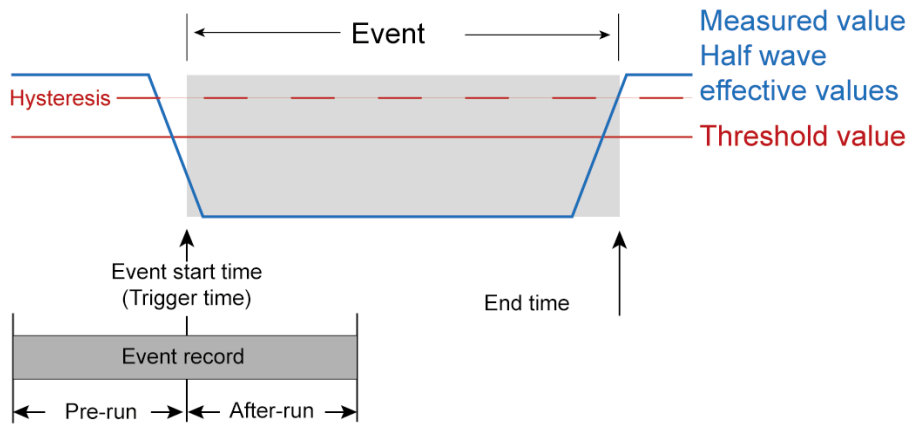 Event
Measured value
Half wave
effective values
Hysteresis
Threshold value
Event start time
(Trigger time)
End time
Event record
Pre-run
After-run